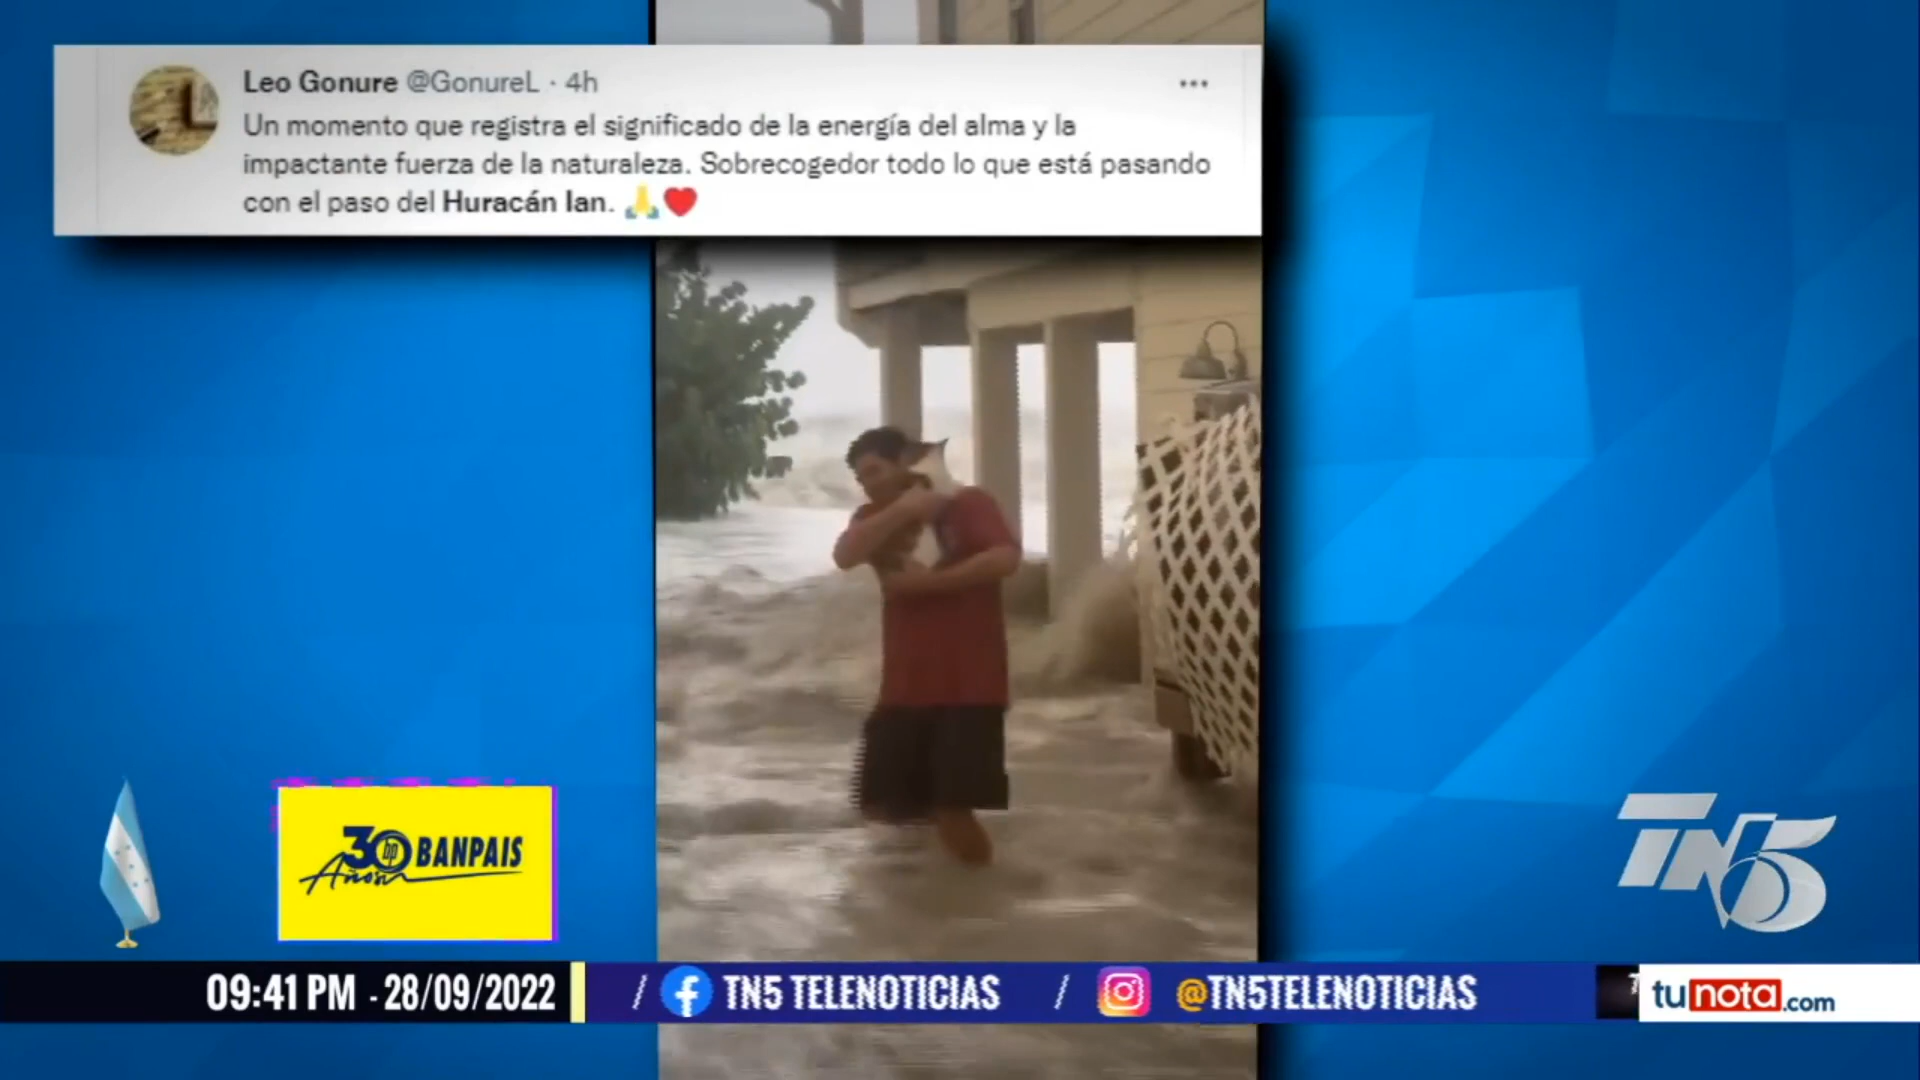 Leo Gonure @GonureL · 4h
Un momento que registra el significado de la energía del alma y la
impactante fuerza de la naturaleza. Sobrecogedor todo lo que está pasando
con el paso del Huracán Ian. 🙏❤️
30 bp BANPAIS
Años
TN5
09:41 PM - 28/09/2022
/ TN5 TELENOTICIAS / @TN5TELENOTICIAS
tunota.com